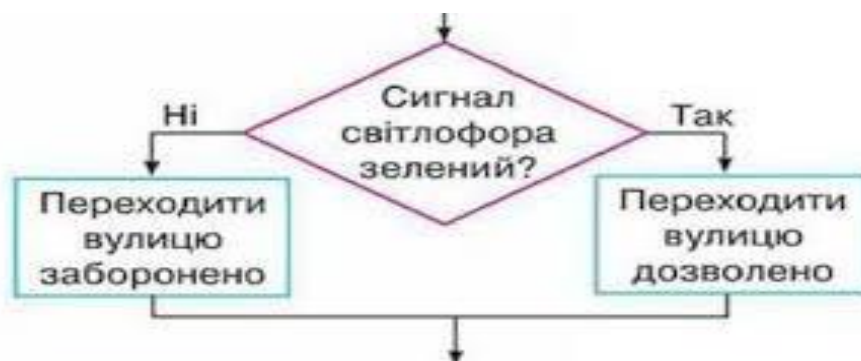 Сигнал
світлофора
зелений?
Ні
Так
Переходити
вулицю
заборонено
Переходити
вулицю
дозволено